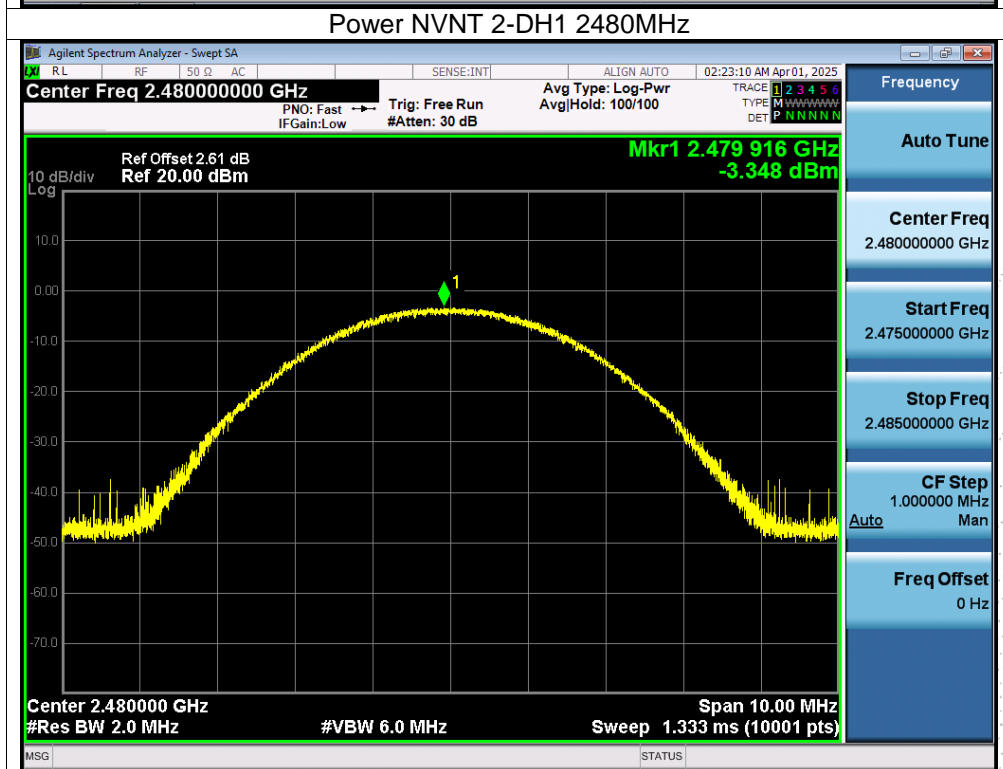 Power NVNT 2-DH1 2480MHz
Agilent Spectrum Analyzer - Swept SA
LXI RL RF 50 Ω AC SENSE:INT ALIGN AUTO 02:23:10 AM Apr 01, 2025
Center Freq 2.480000000 GHz
PNO: Fast
IFGain:Low
Trig: Free Run
#Atten: 30 dB
Avg Type: Log-Pwr
Avg|Hold: 100/100
TRACE 1 2 3 4 5 6
TYPE M WWWWW
DET P N N N N N
Ref Offset 2.61 dB
Ref 20.00 dBm
10 dB/div
Log
Mkr1 2.479 916 GHz
-3.348 dBm
1
10.0
0.00
-10.0
-20.0
-30.0
-40.0
-50.0
-60.0
-70.0
Center 2.480000 GHz
Span 10.00 MHz
#Res BW 2.0 MHz
#VBW 6.0 MHz
Sweep 1.333 ms (10001 pts)
MSG
STATUS
Frequency
Auto Tune
Center Freq
2.480000000 GHz
Start Freq
2.475000000 GHz
Stop Freq
2.485000000 GHz
CF Step
1.000000 MHz
Auto Man
Freq Offset
0 Hz